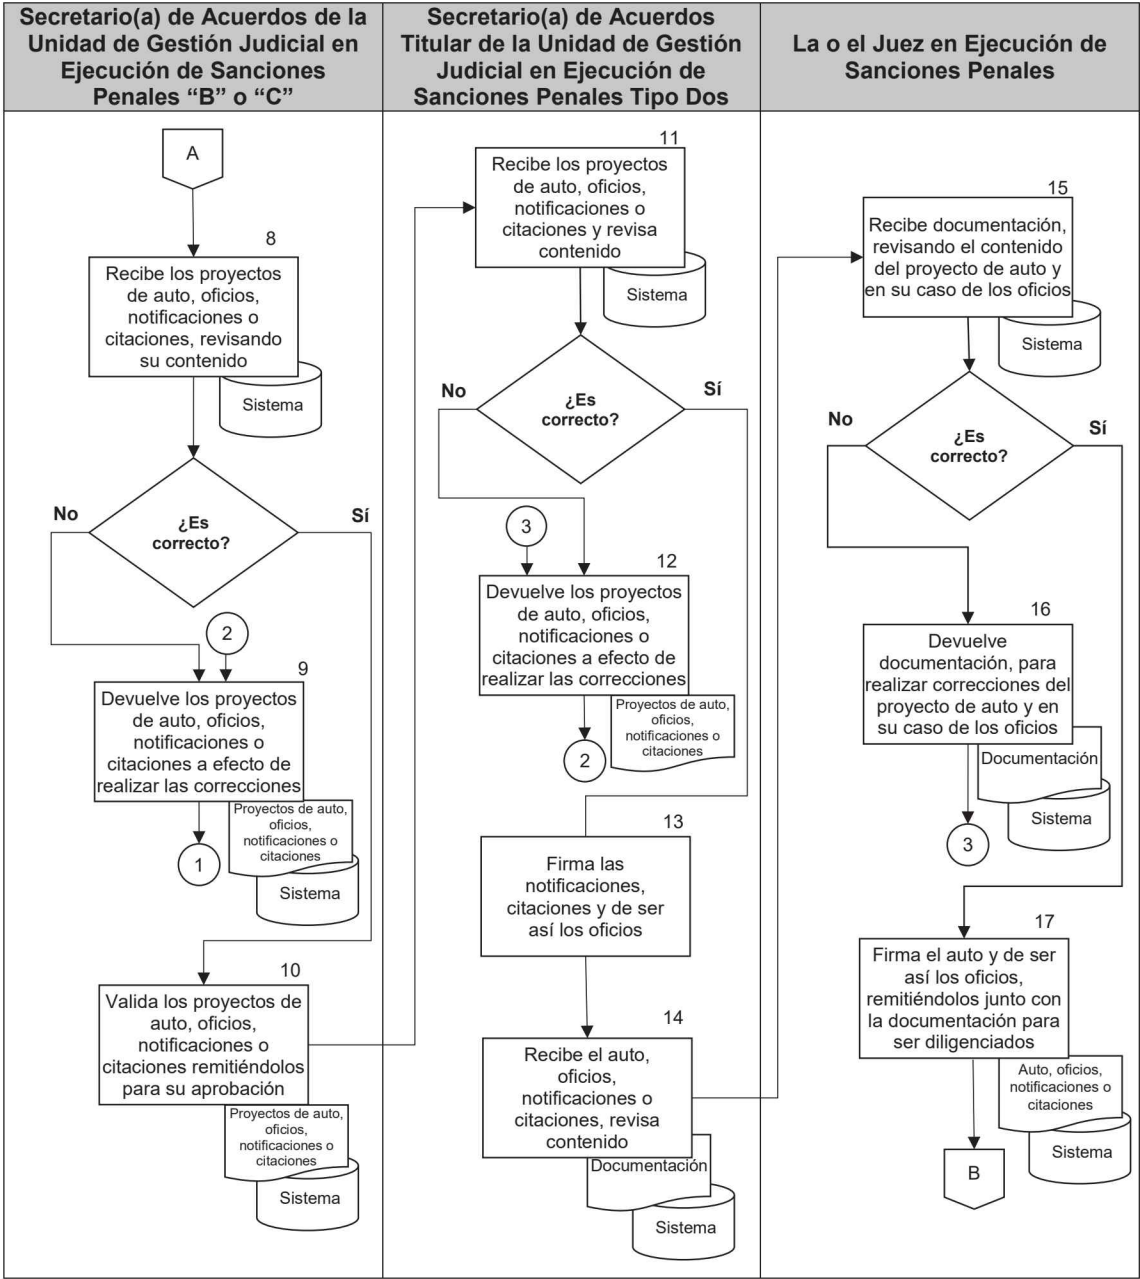 Secretario(a) de Acuerdos de la
Unidad de Gestión Judicial en
Ejecución de Sanciones
Penales “B” o “C”
Secretario(a) de Acuerdos
Titular de la Unidad de Gestión
Judicial en Ejecución de
Sanciones Penales Tipo Dos
La o el Juez en Ejecución de
Sanciones Penales
A
8
Recibe los proyectos
de auto, oficios,
notificaciones o
citaciones, revisando
su contenido
Sistema
¿Es
correcto?
No
Sí
2
9
Devuelve los proyectos
de auto, oficios,
notificaciones o
citaciones a efecto de
realizar las correcciones
Proyectos de auto,
oficios,
notificaciones o
citaciones
Sistema
1
10
Valida los proyectos de
auto, oficios,
notificaciones o
citaciones remitiéndolos
para su aprobación
Proyectos de auto,
oficios,
notificaciones o
citaciones
Sistema
11
Recibe los proyectos
de auto, oficios,
notificaciones o
citaciones y revisa
contenido
Sistema
¿Es
correcto?
No
Sí
3
12
Devuelve los proyectos
de auto, oficios,
notificaciones o
citaciones a efecto de
realizar las correcciones
Proyectos de auto,
oficios,
notificaciones o
citaciones
2
13
Firma las
notificaciones,
citaciones y de ser
así los oficios
14
Recibe el auto,
oficios,
notificaciones o
citaciones, revisa
contenido
Documentación
Sistema
15
Recibe documentación,
revisando el contenido
del proyecto de auto y
en su caso de los oficios
Sistema
¿Es
correcto?
No
Sí
16
Devuelve
documentación, para
realizar correcciones del
proyecto de auto y en
su caso de los oficios
Documentación
Sistema
3
17
Firma el auto y de ser
así los oficios,
remitiéndolos junto con
la documentación para
ser diligenciados
Auto, oficios,
notificaciones o
citaciones
Sistema
B